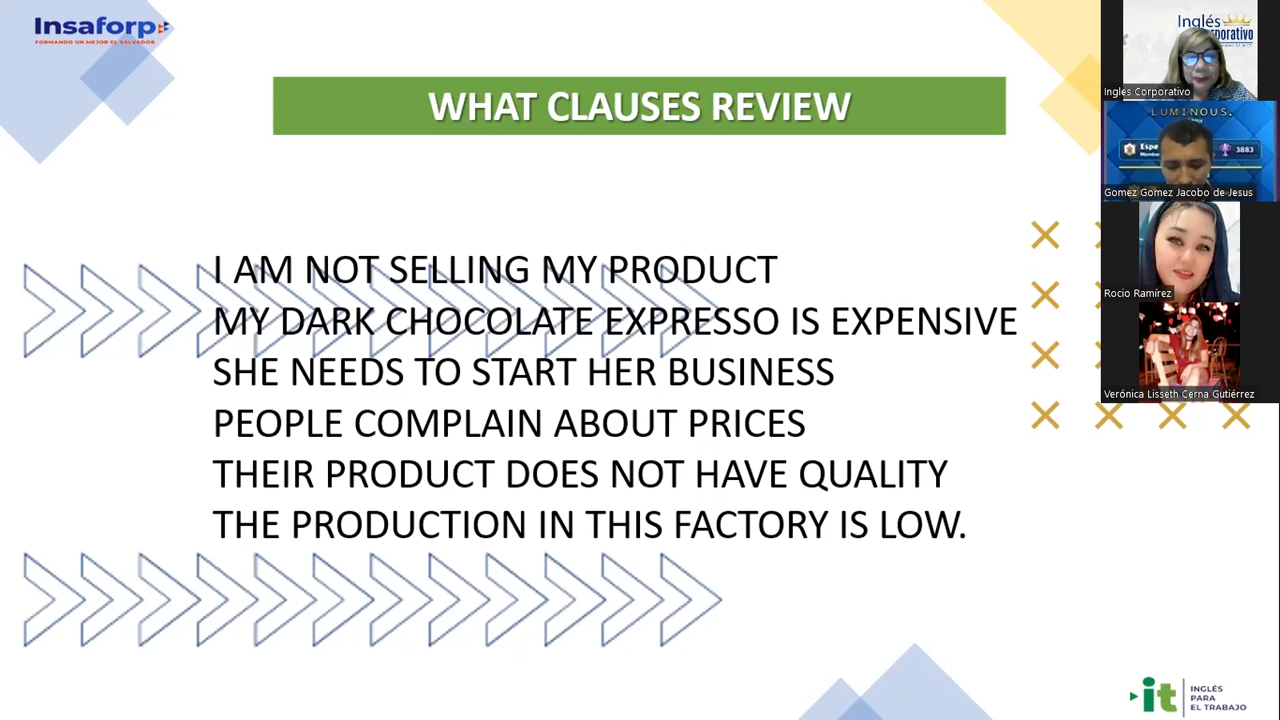 Insaforp
FORMANDO UN MEJOR EL SALVADOR
WHAT CLAUSES REVIEW
I AM NOT SELLING MY PRODUCT
MY DARK CHOCOLATE EXPRESSO IS EXPENSIVE
SHE NEEDS TO START HER BUSINESS
PEOPLE COMPLAIN ABOUT PRICES
THEIR PRODUCT DOES NOT HAVE QUALITY
THE PRODUCTION IN THIS FACTORY IS LOW.
Inglés
Ingles Corporativo
LUMINOUS.
Espe
3883
Gomez Gomez Jacobo de Jesus
Rocio Ramírez
Verónica Lisseth Cerna Gutiérrez
it
INGLÉS
PARA
EL TRABAJO